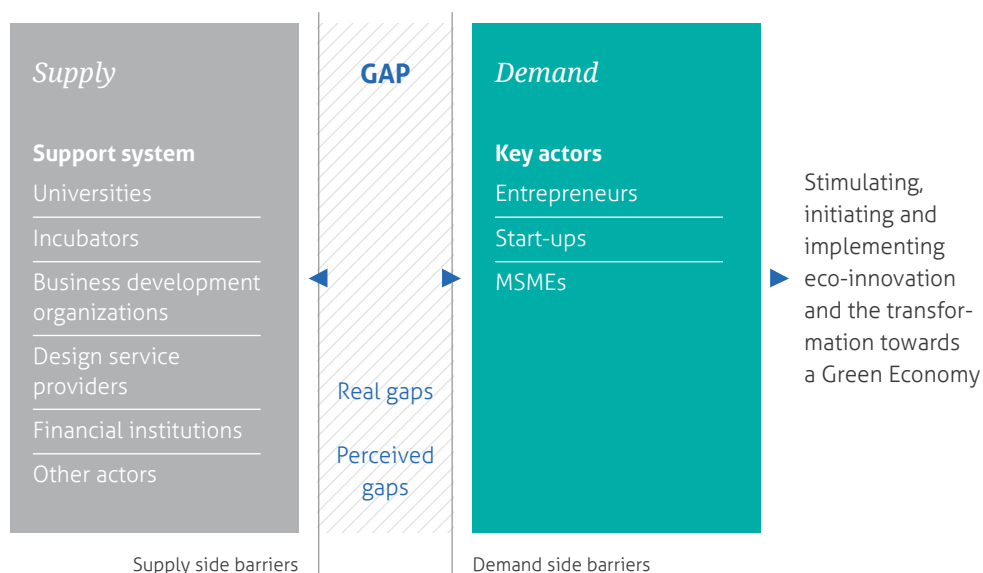 Supply
Support system
Universities
Incubators
Business development
organizations
Design service
providers
Financial institutions
Other actors
Supply side barriers
GAP
Real gaps
Perceived
gaps
Demand
Key actors
Entrepreneurs
Start-ups
MSMEs
Demand side barriers
Stimulating,
initiating and
implementing
eco-innovation
and the transfor-
mation towards
a Green Economy